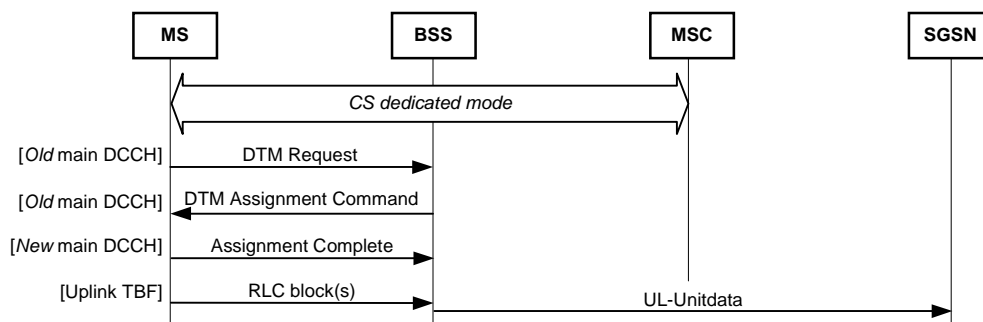 MS BSS MSC SGSN
CS dedicated mode
[Old main DCCH] DTM Request
[Old main DCCH] DTM Assignment Command
[New main DCCH] Assignment Complete
[Uplink TBF] RLC block(s) UL-Unitdata